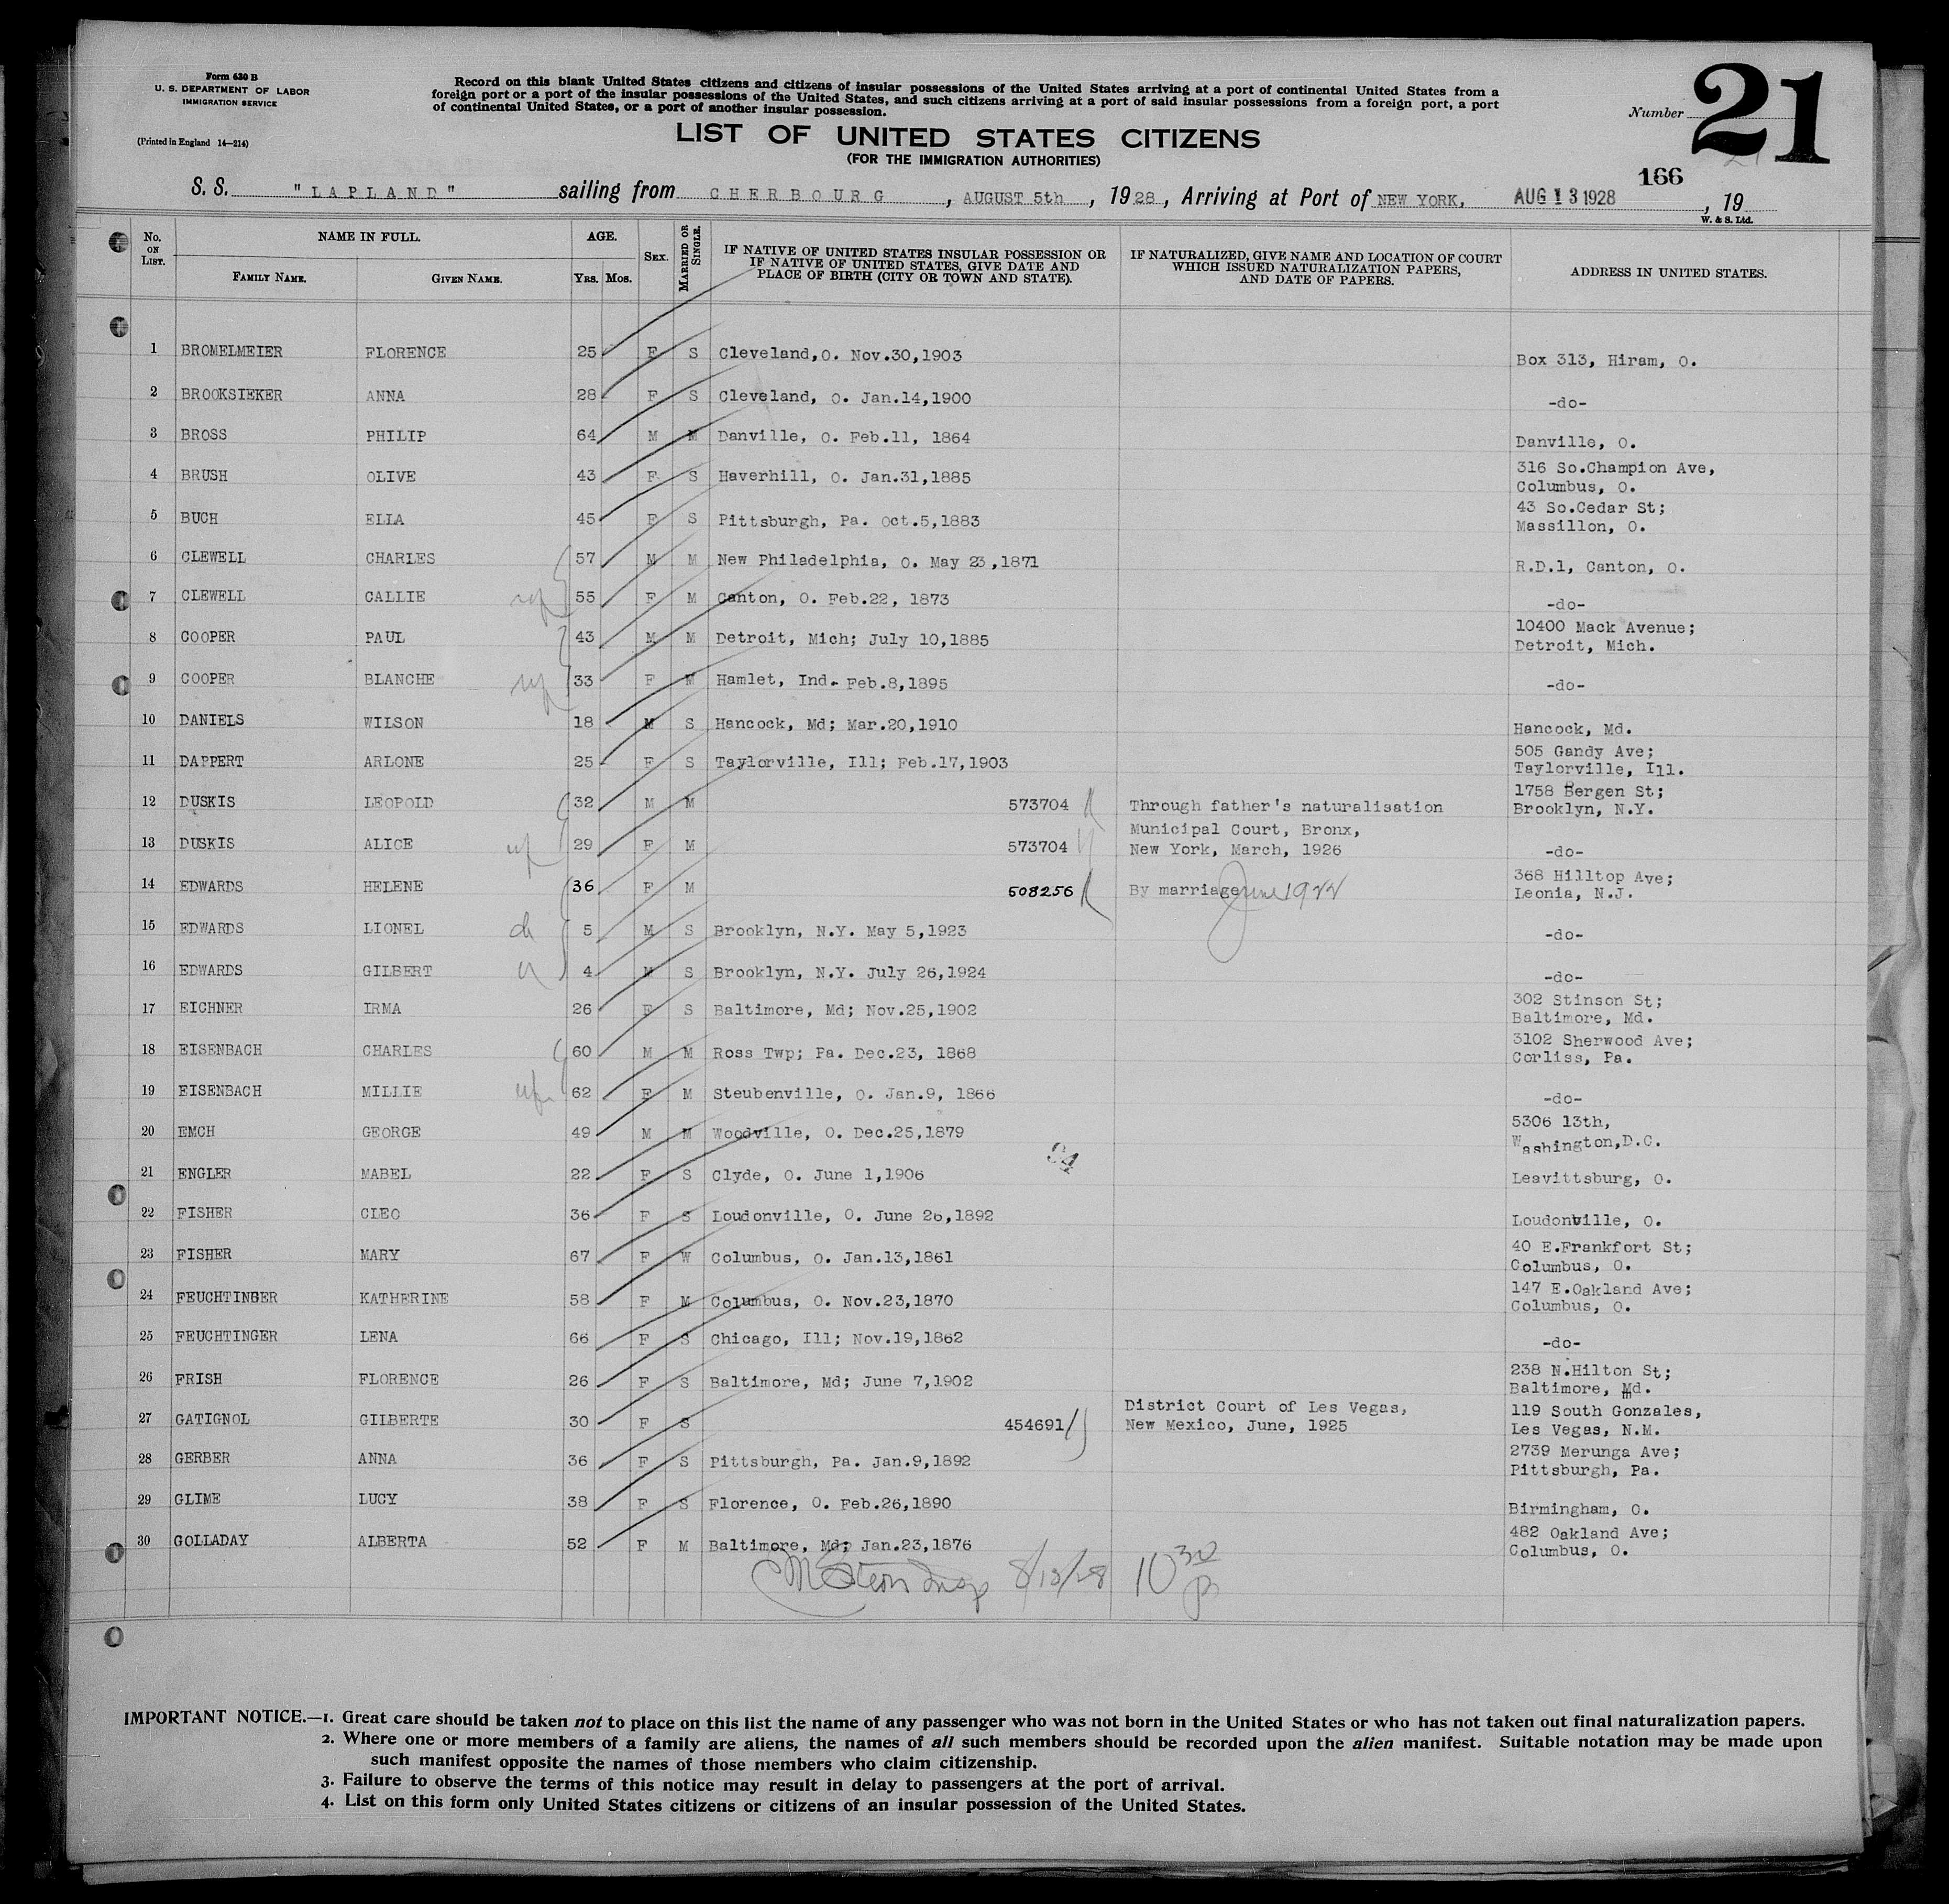 Form 630 B
U. S. DEPARTMENT OF LABOR
IMMIGRATION SERVICE
(Printed in England 14—214)
Record on this blank United States citizens and citizens of insular possessions of the United States arriving at a port of continental United States from a
foreign port or a port of the insular possessions of the United States, and such citizens arriving at a port of said insular possessions from a foreign port, a port
of continental United States, or a port of another insular possession.
Number 21
LIST OF UNITED STATES CITIZENS
(FOR THE IMMIGRATION AUTHORITIES)
166
S. S. "LAPLAND" sailing from CHERBOURG, AUGUST 5th, 1928, Arriving at Port of NEW YORK, AUG 13 1928, 19
W. & S. Ltd.
No. ON LIST. NAME IN FULL. AGE. SEX. MARRIED OR SINGLE. IF NATIVE OF UNITED STATES INSULAR POSSESSION OR IF NATIVE OF UNITED STATES, GIVE DATE AND PLACE OF BIRTH (CITY OR TOWN AND STATE). IF NATURALIZED, GIVE NAME AND LOCATION OF COURT WHICH ISSUED NATURALIZATION PAPERS, AND DATE OF PAPERS. ADDRESS IN UNITED STATES.
FAMILY NAME. GIVEN NAME. Yrs. Mos.
1 BROMELMEIER FLORENCE 25 F S Cleveland,O. Nov.30,1903 Box 313, Hiram, O.
2 BROOKSIEKER ANNA 28 F S Cleveland, O. Jan.14,1900 -do-
3 BROSS PHILIP 64 M M Danville, O. Feb.11, 1864 Danville, O.
4 BRUSH OLIVE 43 F S Haverhill, O. Jan.31,1885 316 So.Champion Ave,
Columbus, O.
5 BUCH ELLA 45 F S Pittsburgh, Pa. Oct.5,1883 43 So.Cedar St;
Massillon, O.
6 CLEWELL CHARLES 57 M M New Philadelphia, O. May 23,1871 R.D.1, Canton, O.
7 CLEWELL CALLIE 55 F M Canton, O. Feb.22, 1873 -do-
8 COOPER PAUL 43 M M Detroit, Mich; July 10,1885 10400 Mack Avenue;
Detroit, Mich.
9 COOPER BLANCHE 33 F M Hamlet, Ind. Feb.8,1895 -do-
10 DANIELS WILSON 18 M S Hancock, Md; Mar.20,1910 Hancock, Md.
11 DAPPERT ARLONE 25 F S Taylorville, Ill; Feb.17,1903 505 Gandy Ave;
Taylorville, Ill.
12 DUSKIS LEOPOLD 32 M M 573704 Through father's naturalisation 1758 Bergen St;
Brooklyn, N.Y.
Municipal Court, Bronx,
13 DUSKIS ALICE 29 F M 573704 New York, March, 1926 -do-
14 EDWARDS HELENE 36 F M 508256 By marriage June 1922 368 Hilltop Ave;
Leonia, N.J.
15 EDWARDS LIONEL 5 M S Brooklyn, N.Y. May 5,1923 -do-
16 EDWARDS GILBERT 4 M S Brooklyn, N.Y. July 26,1924 -do-
17 EICHNER IRMA 26 F S Baltimore, Md; Nov.25,1902 302 Stinson St;
Baltimore, Md.
18 EISENBACH CHARLES 60 M M Ross Twp; Pa. Dec.23, 1868 3102 Sherwood Ave;
Corliss, Pa.
19 EISENBACH MILLIE 62 F M Steubenville, O. Jan.9, 1866 -do-
20 EMCH GEORGE 49 M M Woodville, O. Dec.25,1879 5306 13th,
Washington,D.C.
21 ENGLER MABEL 22 F S Clyde, O. June 1,1906 Leavittsburg, O.
22 FISHER CLEO 36 F S Loudonville, O. June 26,1892 Loudonville, O.
23 FISHER MARY 67 F W Columbus, O. Jan.13,1861 40 E.Frankfort St;
Columbus, O.
24 FEUCHTINGER KATHERINE 58 F M Columbus, O. Nov.23,1870 147 E.Oakland Ave;
Columbus, O.
25 FEUCHTINGER LENA 66 F S Chicago, Ill; Nov.19,1862 -do-
26 FRISH FLORENCE 26 F S Baltimore, Md; June 7,1902 238 N.Hilton St;
Baltimore, Md.
District Court of Les Vegas,
27 GATIGNOL GILBERTE 30 F S 454691 New Mexico, June, 1925 119 South Gonzales,
Les Vegas, N.M.
28 GERBER ANNA 36 F S Pittsburgh, Pa. Jan.9,1892 2739 Merunga Ave;
Pittsburgh, Pa.
29 GLIME LUCY 38 F S Florence, O. Feb.26,1890 Birmingham, O.
30 GOLLADAY ALBERTA 52 F M Baltimore, Md; Jan.23,1876 482 Oakland Ave;
Columbus, O.
8/13/28 10 30 p
IMPORTANT NOTICE.—1. Great care should be taken not to place on this list the name of any passenger who was not born in the United States or who has not taken out final naturalization papers.
2. Where one or more members of a family are aliens, the names of all such members should be recorded upon the alien manifest. Suitable notation may be made upon
such manifest opposite the names of those members who claim citizenship.
3. Failure to observe the terms of this notice may result in delay to passengers at the port of arrival.
4. List on this form only United States citizens or citizens of an insular possession of the United States.